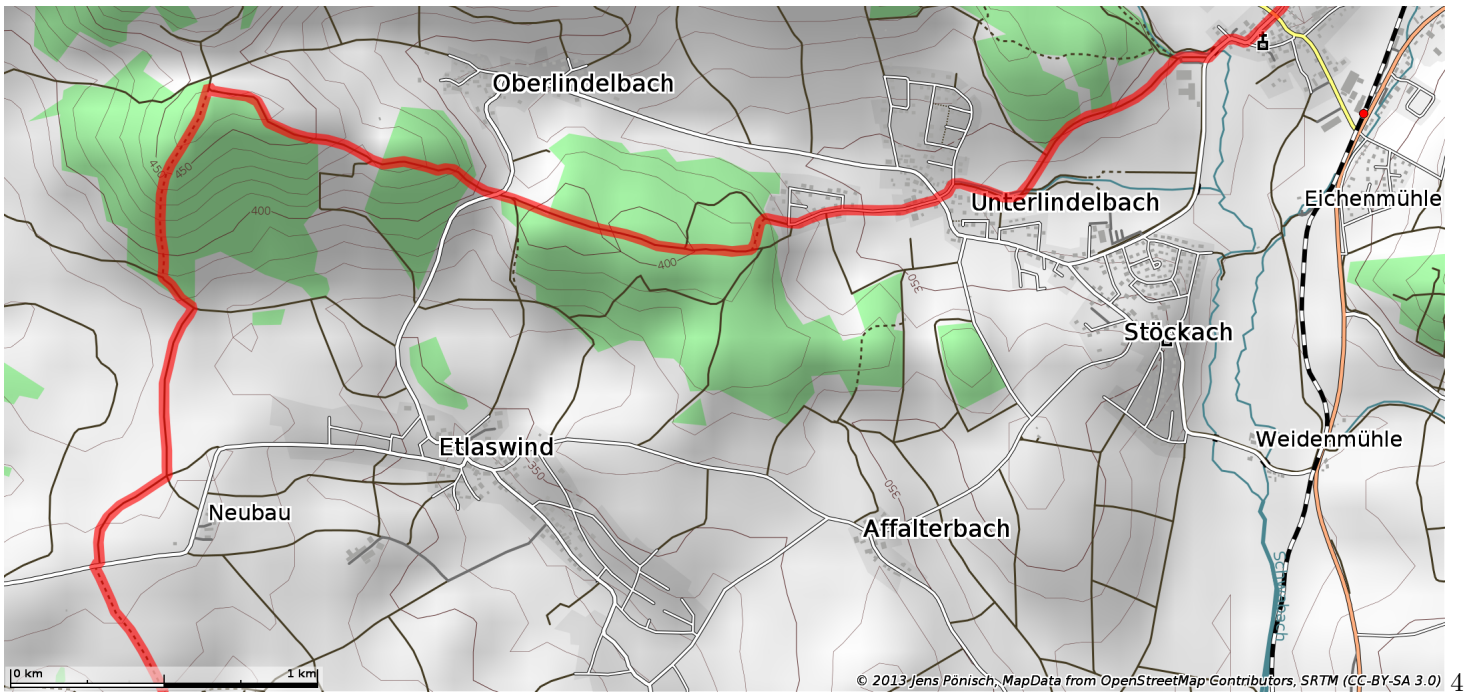 Oberlindelbach
450
450
Eichenmühle
Unterlindelbach
400
400
350
Stöckach
Weidenmühle
Etlaswind
350
350
Neubau
Affalterbach
Schwabach
0 km
1 km
© 2013 Jens Pönisch, MapData from OpenStreetMap Contributors, SRTM (CC-BY-SA 3.0)
4